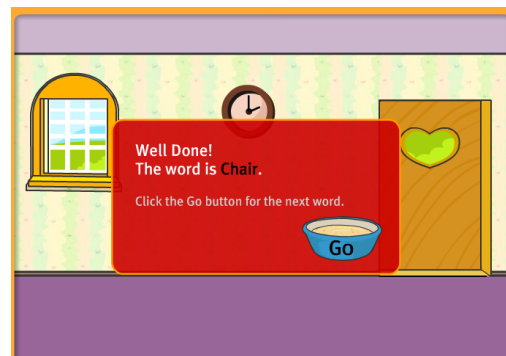 Well Done!
The word is Chair.
Click the Go button for the next word.
Go